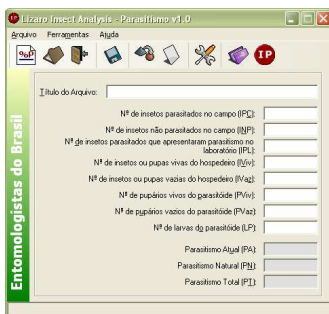 Lizaro Insect Analysis - Parasitismo v1.0
Arquivo Ferramentas Ajuda
IP
Título do Arquivo:
Nº de insetos parasitados no campo (IPC):
Nº de insetos não parasitados no campo (INP):
Nº de insetos parasitados que apresentaram parasitismo no
laboratório (IPL):
Nº de insetos ou pupas vivas do hospedeiro (IViv):
Nº de insetos ou pupas vazias do hospedeiro (IVaz):
Nº de pupários vivos do parasitóide (PViv):
Nº de pupários vazios do parasitóide (PVaz):
Nº de larvas do parasitóide (LP):
Parasitismo Atual (PA):
Parasitismo Natural (PN):
Parasitismo Total (PT):
Entomologistas do Brasil